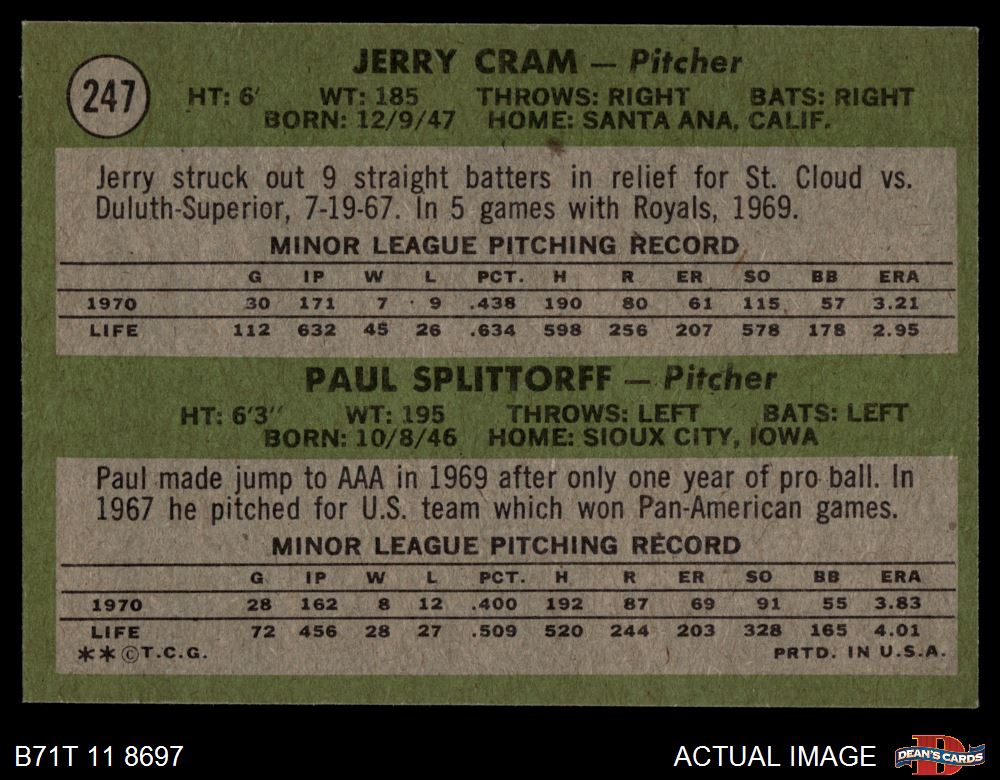 247
JERRY CRAM — Pitcher
HT: 6' WT: 185 THROWS: RIGHT BATS: RIGHT
BORN: 12/9/47 HOME: SANTA ANA, CALIF.
Jerry struck out 9 straight batters in relief for St. Cloud vs.
Duluth-Superior, 7-19-67. In 5 games with Royals, 1969.
MINOR LEAGUE PITCHING RECORD
G IP W L PCT. H R ER SO BB ERA
1970 30 171 7 9 .438 190 80 61 115 57 3.21
LIFE 112 632 45 26 .634 598 256 207 578 178 2.95
PAUL SPLITTORFF — Pitcher
HT: 6'3" WT: 195 THROWS: LEFT BATS: LEFT
BORN: 10/8/46 HOME: SIOUX CITY, IOWA
Paul made jump to AAA in 1969 after only one year of pro ball. In
1967 he pitched for U.S. team which won Pan-American games.
MINOR LEAGUE PITCHING RECORD
G IP W L PCT. H R ER SO BB ERA
1970 28 162 8 12 .400 192 87 69 91 55 3.83
LIFE 72 456 28 27 .509 520 244 203 328 165 4.01
**©T.C.G. PRTD. IN U.S.A.
B71T 11 8697 ACTUAL IMAGE D DEAN'S CARDS